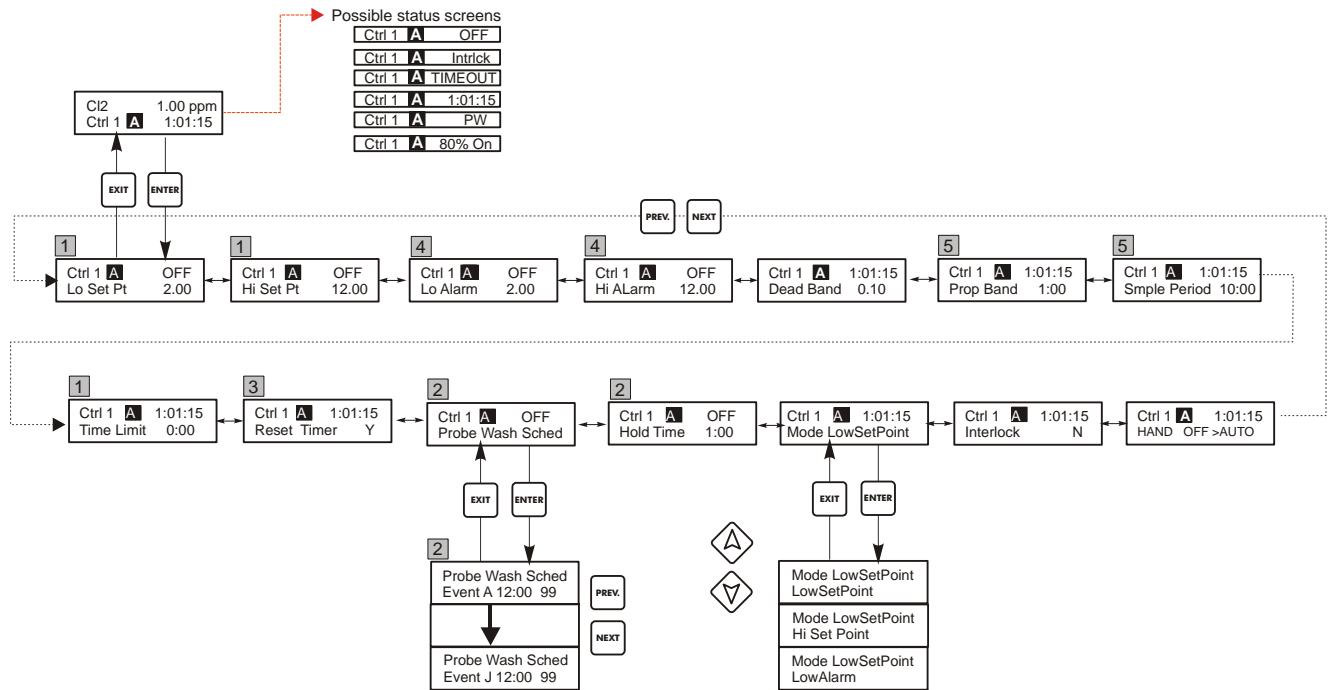 Possible status screens
Ctrl 1 A OFF
Ctrl 1 A Intrlck
Ctrl 1 A TIMEOUT
Ctrl 1 A 1:01:15
Ctrl 1 A PW
Ctrl 1 A 80% On
Cl2 1.00 ppm
Ctrl 1 A 1:01:15
EXIT ENTER
PREV. NEXT
1
Ctrl 1 A OFF
Lo Set Pt 2.00
1
Ctrl 1 A OFF
Hi Set Pt 12.00
4
Ctrl 1 A OFF
Lo Alarm 2.00
4
Ctrl 1 A OFF
Hi ALarm 12.00
Ctrl 1 A 1:01:15
Dead Band 0.10
5
Ctrl 1 A 1:01:15
Prop Band 1:00
5
Ctrl 1 A 1:01:15
Smple Period 10:00
1
Ctrl 1 A 1:01:15
Time Limit 0:00
3
Ctrl 1 A 1:01:15
Reset Timer Y
2
Ctrl 1 A OFF
Probe Wash Sched
2
Ctrl 1 A OFF
Hold Time 1:00
Ctrl 1 A 1:01:15
Mode LowSetPoint
Ctrl 1 A 1:01:15
Interlock N
Ctrl 1 A 1:01:15
HAND OFF >AUTO
EXIT ENTER
EXIT ENTER
2
Probe Wash Sched
Event A 12:00 99
PREV.
NEXT
Probe Wash Sched
Event J 12:00 99
Mode LowSetPoint
LowSetPoint
Mode LowSetPoint
Hi Set Point
Mode LowSetPoint
LowAlarm